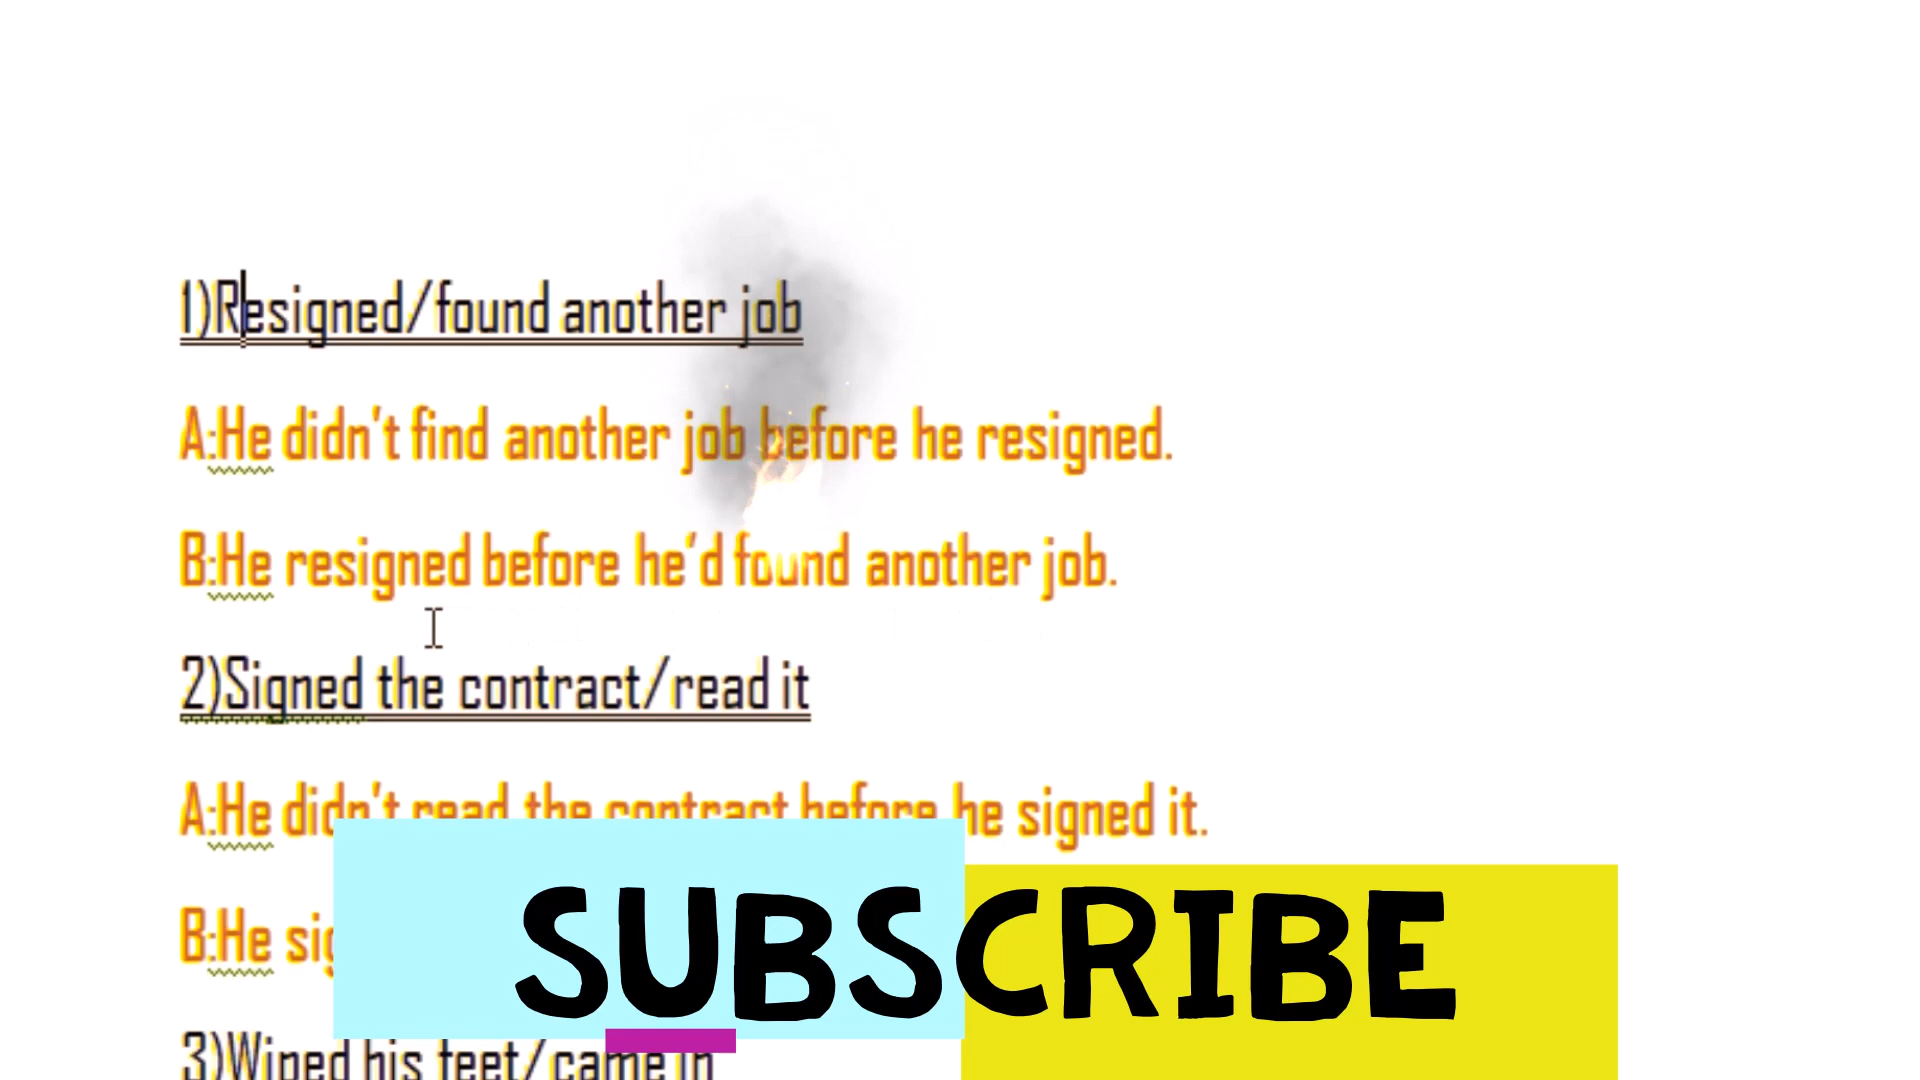 1)Resigned/found another job
A:He didn't find another job before he resigned.
B:He resigned before he'd found another job.
2)Signed the contract/read it
A:He didn't read the contract before he signed it.
B:He
SUBSCRIBE
3)Wiped his feet/came in